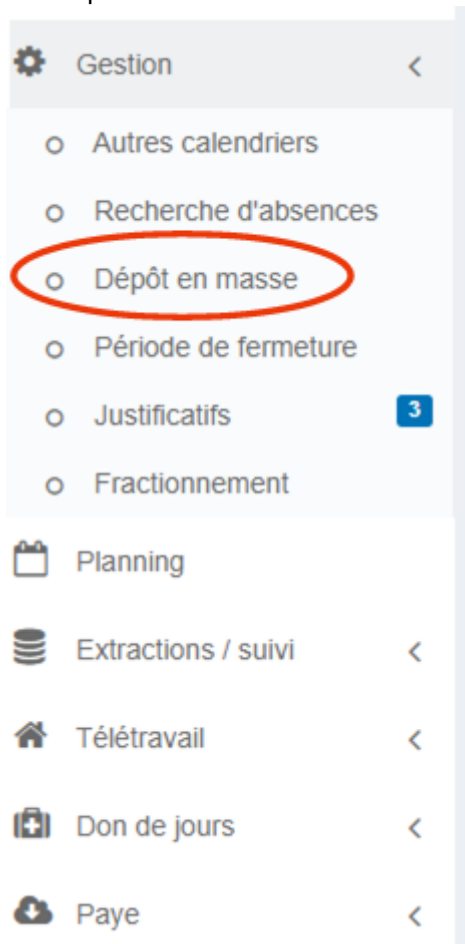 Gestion
Autres calendriers
Recherche d'absences
Dépôt en masse
Période de fermeture
Justificatifs 3
Fractionnement
Planning
Extractions / suivi
Télétravail
Don de jours
Paye